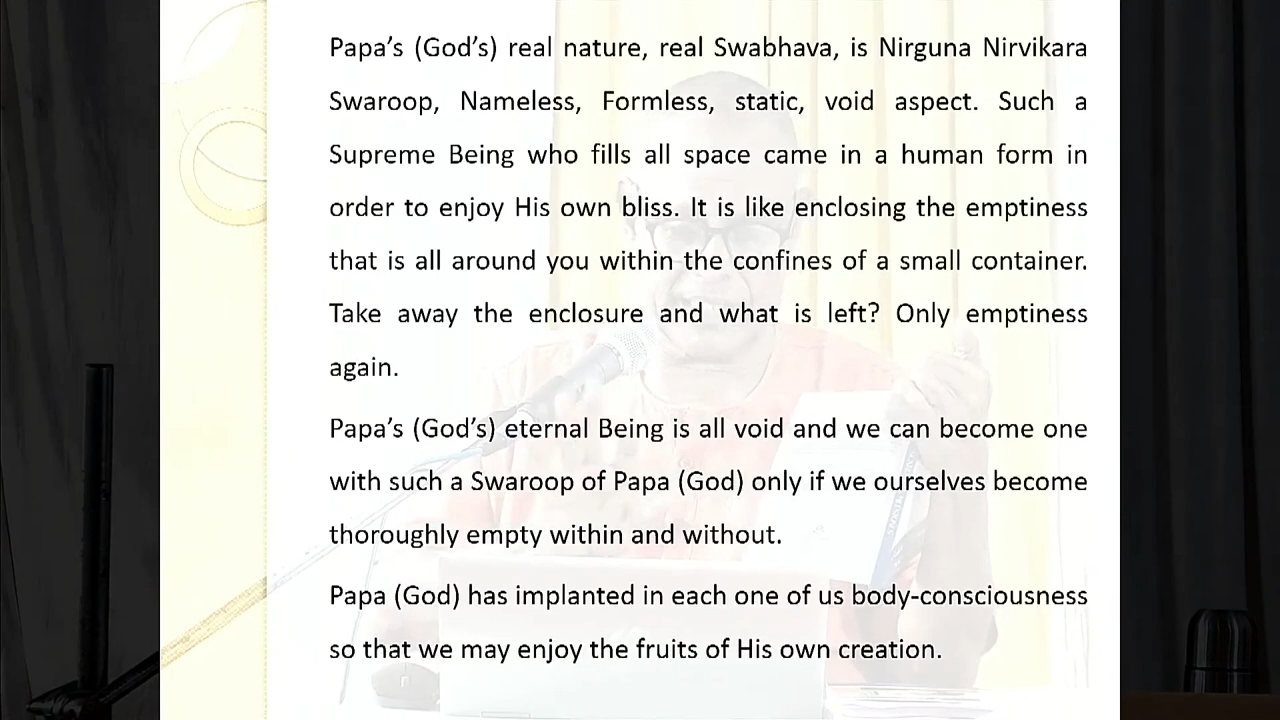 Papa’s (God’s) real nature, real Swabhava, is Nirguna Nirvikara
Swaroop, Nameless, Formless, static, void aspect. Such a
Supreme Being who fills all space came in a human form in
order to enjoy His own bliss. It is like enclosing the emptiness
that is all around you within the confines of a small container.
Take away the enclosure and what is left? Only emptiness
again.
Papa’s (God’s) eternal Being is all void and we can become one
with such a Swaroop of Papa (God) only if we ourselves become
thoroughly empty within and without.
Papa (God) has implanted in each one of us body-consciousness
so that we may enjoy the fruits of His own creation.